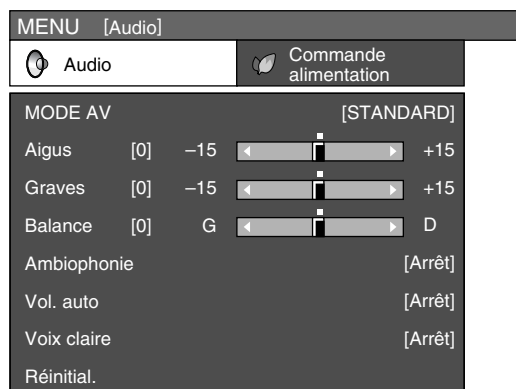 MENU [Audio]
Audio
Commande
alimentation
MODE AV [STANDARD]
Aigus [0] –15 +15
Graves [0] –15 +15
Balance [0] G D
Ambiophonie [Arrêt]
Vol. auto [Arrêt]
Voix claire [Arrêt]
Réinitial.